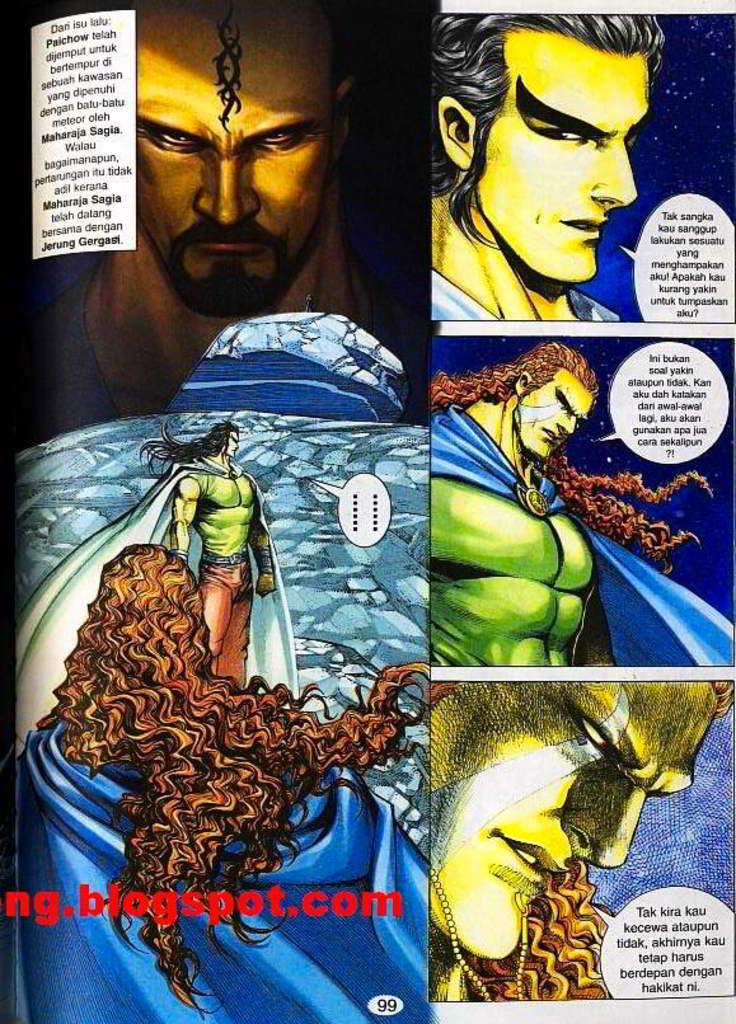 Dari isu lalu:
Paichow telah
dijemput untuk
bertempur di
sebuah kawasan
yang dipenuhi
dengan batu-batu
meteor oleh
Maharaja Sagia.
Walau
bagaimanapun,
pertarungan itu tidak
adil kerana
Maharaja Sagia
telah datang
bersama dengan
Jerung Gergasi.
Tak sangka
kau sanggup
lakukan sesuatu
yang
menghampakan
aku! Apakah kau
kurang yakin
untuk tumpaskan
aku?
Ini bukan
soal yakin
ataupun tidak. Kan
aku dah katakan
dari awal-awal
lagi, aku akan
gunakan apa jua
cara sekalipun
?!
Tak kira kau
kecewa ataupun
tidak, akhirnya kau
tetap harus
berdepan dengan
hakikat ni.
ng.blogspot.com
99